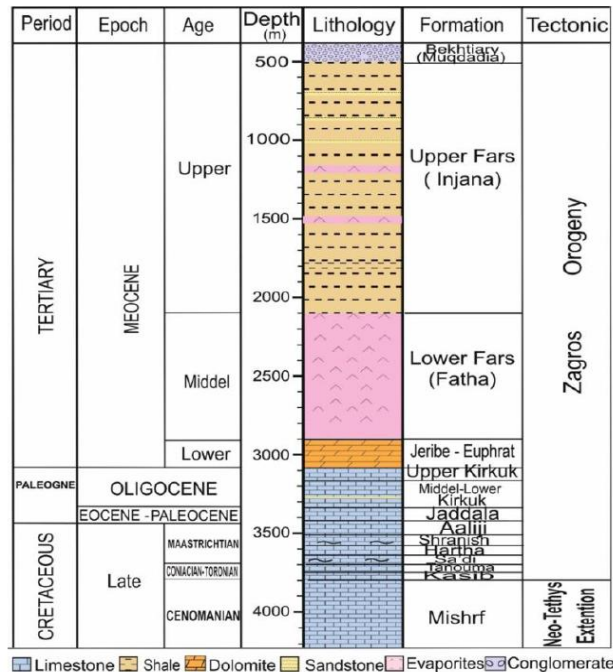 Period Epoch Age Depth (m) Lithology Formation Tectonic
TERTIARY
PALEOGNE
CRETACEOUS
MEOCENE
OLIGOCENE
EOCENE -PALEOCENE
Late
Upper
Middel
Lower
MAASTRICHTIAN
CONIACIAN-TORONIAN
CENOMANIAN
500
1000
1500
2000
2500
3000
3500
4000
Bekhtiary
(Muqdadia)
Upper Fars
( Injana)
Lower Fars
(Fatha)
Jeribe - Euphrat
Upper Kirkuk
Middel-Lower
Kirkuk
Jaddala
Aaliji
Shranish
Hartha
Sa'di
Tanouma
Kasib
Mishrf
Zagros Orogeny
Neo-Tethys
Extention
Limestone Shale Dolomite Sandstone Evaporites Conglomerate